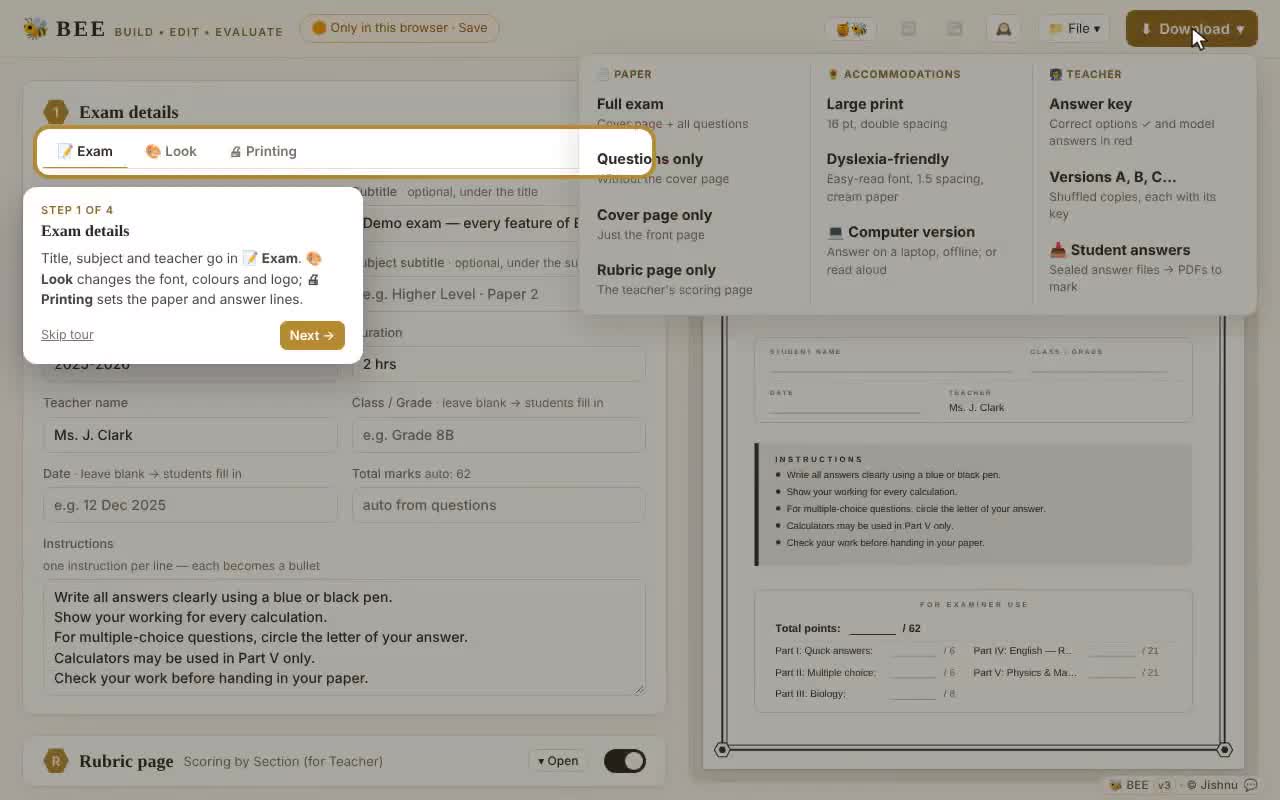 BEE BUILD • EDIT • EVALUATE
Only in this browser · Save
File ▾
Download ▾
PAPER
Full exam
Cover page + all questions
Questions only
Without the cover page
Cover page only
Just the front page
Rubric page only
The teacher's scoring page
ACCOMMODATIONS
Large print
16 pt, double spacing
Dyslexia-friendly
Easy-read font, 1.5 spacing,
cream paper
Computer version
Answer on a laptop, offline; or
read aloud
TEACHER
Answer key
Correct options ✓ and model
answers in red
Versions A, B, C…
Shuffled copies, each with its
key
Student answers
Sealed answer files → PDFs to
mark
1 Exam details
Exam
Look
Printing
STEP 1 OF 4
Exam details
Title, subject and teacher go in 📝 Exam. 🎨
Look changes the font, colours and logo; 🖨
Printing sets the paper and answer lines.
Skip tour
Next →
Subtitle optional, under the title
Demo exam — every feature of
optional, under the su
e.g. Higher Level · Paper 2
2025-2026
2 hrs
Teacher name
Class / Grade · leave blank → students fill in
Ms. J. Clark
e.g. Grade 8B
Date · leave blank → students fill in
Total marks auto: 62
e.g. 12 Dec 2025
auto from questions
Instructions
one instruction per line — each becomes a bullet
Write all answers clearly using a blue or black pen.
Show your working for every calculation.
For multiple-choice questions, circle the letter of your answer.
Calculators may be used in Part V only.
Check your work before handing in your paper.
R Rubric page Scoring by Section (for Teacher)
▾ Open
STUDENT NAME
CLASS / GRADE
DATE
TEACHER
Ms. J. Clark
INSTRUCTIONS
Write all answers clearly using a blue or black pen.
Show your working for every calculation.
For multiple-choice questions, circle the letter of your answer.
Calculators may be used in Part V only.
Check your work before handing in your paper.
FOR EXAMINER USE
Total points: / 62
Part I: Quick answers: / 6
Part IV: English — R... / 21
Part II: Multiple choice: / 6
Part V: Physics & Ma... / 21
Part III: Biology: / 8
BEE v3 · © Jishnu